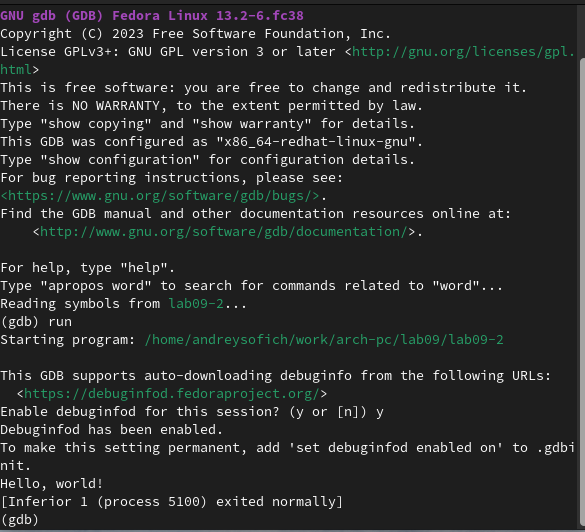 GNU gdb (GDB) Fedora Linux 13.2-6.fc38
Copyright (C) 2023 Free Software Foundation, Inc.
License GPLv3+: GNU GPL version 3 or later <http://gnu.org/licenses/gpl.
html>
This is free software: you are free to change and redistribute it.
There is NO WARRANTY, to the extent permitted by law.
Type "show copying" and "show warranty" for details.
This GDB was configured as "x86_64-redhat-linux-gnu".
Type "show configuration" for configuration details.
For bug reporting instructions, please see:
<https://www.gnu.org/software/gdb/bugs/>.
Find the GDB manual and other documentation resources online at:
    <http://www.gnu.org/software/gdb/documentation/>.

For help, type "help".
Type "apropos word" to search for commands related to "word"...
Reading symbols from lab09-2...
(gdb) run
Starting program: /home/andreysofich/work/arch-pc/lab09/lab09-2

This GDB supports auto-downloading debuginfo from the following URLs:
  <https://debuginfod.fedoraproject.org/>
Enable debuginfod for this session? (y or [n]) y
Debuginfod has been enabled.
To make this setting permanent, add 'set debuginfod enabled on' to .gdbi
nit.
Hello, world!
[Inferior 1 (process 5100) exited normally]
(gdb)